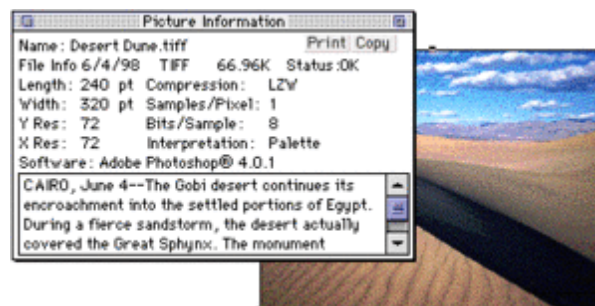 Picture Information
Name: Desert Dune.tiff Print Copy
File Info 6/4/98 TIFF 66.96K Status:OK
Length: 240 pt Compression: LZW
Width: 320 pt Samples/Pixel: 1
Y Res: 72 Bits/Sample: 8
X Res: 72 Interpretation: Palette
Software: Adobe Photoshop® 4.0.1
CAIRO, June 4--The Gobi desert continues its
encroachment into the settled portions of Egypt.
During a fierce sandstorm, the desert actually
covered the Great Sphynx. The monument